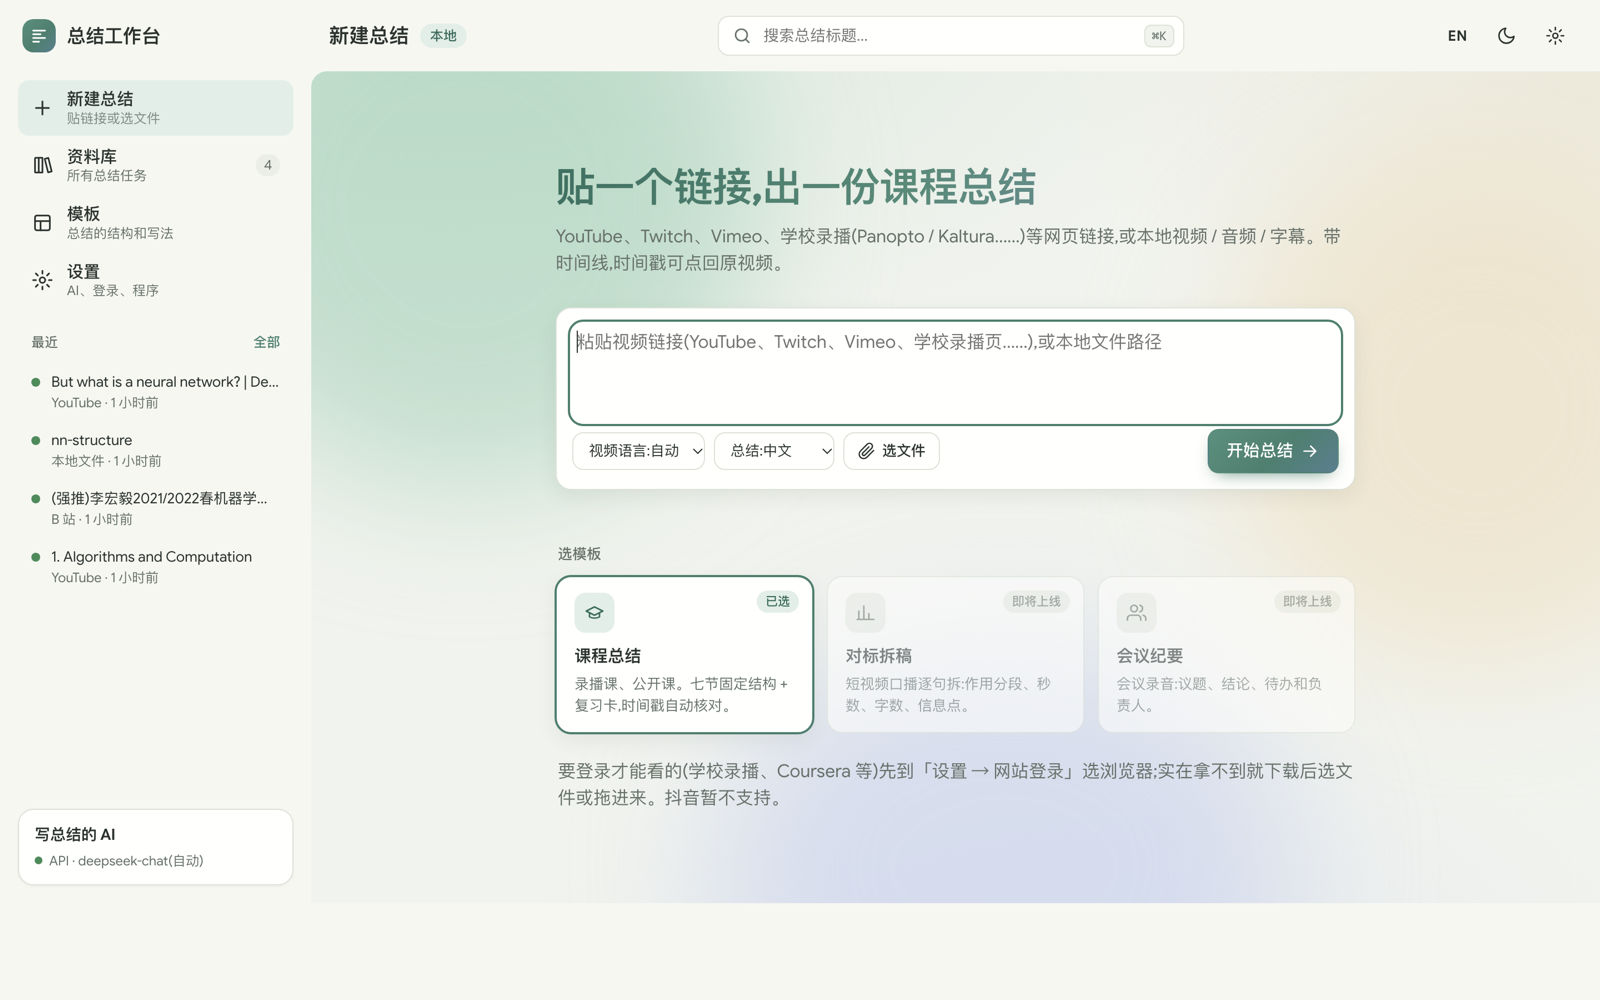 总结工作台
新建总结
本地
搜索总结标题...
⌘K
EN
新建总结
贴链接或选文件
资料库
所有总结任务
4
模板
总结的结构和写法
设置
AI、登录、程序
最近
全部
But what is a neural network? | De...
YouTube · 1 小时前
nn-structure
本地文件 · 1 小时前
(强推)李宏毅2021/2022春机器学...
B 站 · 1 小时前
1. Algorithms and Computation
YouTube · 1 小时前
写总结的 AI
API · deepseek-chat(自动)
贴一个链接,出一份课程总结
YouTube、Twitch、Vimeo、学校录播(Panopto / Kaltura……)等网页链接,或本地视频 / 音频 / 字幕。带
时间线,时间戳可点回原视频。
粘贴视频链接(YouTube、Twitch、Vimeo、学校录播页……),或本地文件路径
视频语言:自动
总结:中文
选文件
开始总结 →
选模板
已选
课程总结
录播课、公开课。七节固定结构 +
复习卡,时间戳自动核对。
即将上线
对标拆稿
短视频口播逐句拆:作用分段、秒
数、字数、信息点。
即将上线
会议纪要
会议录音:议题、结论、待办和负
责人。
要登录才能看的(学校录播、Coursera 等)先到「设置 → 网站登录」选浏览器;实在拿不到就下载后选文
件或拖进来。抖音暂不支持。